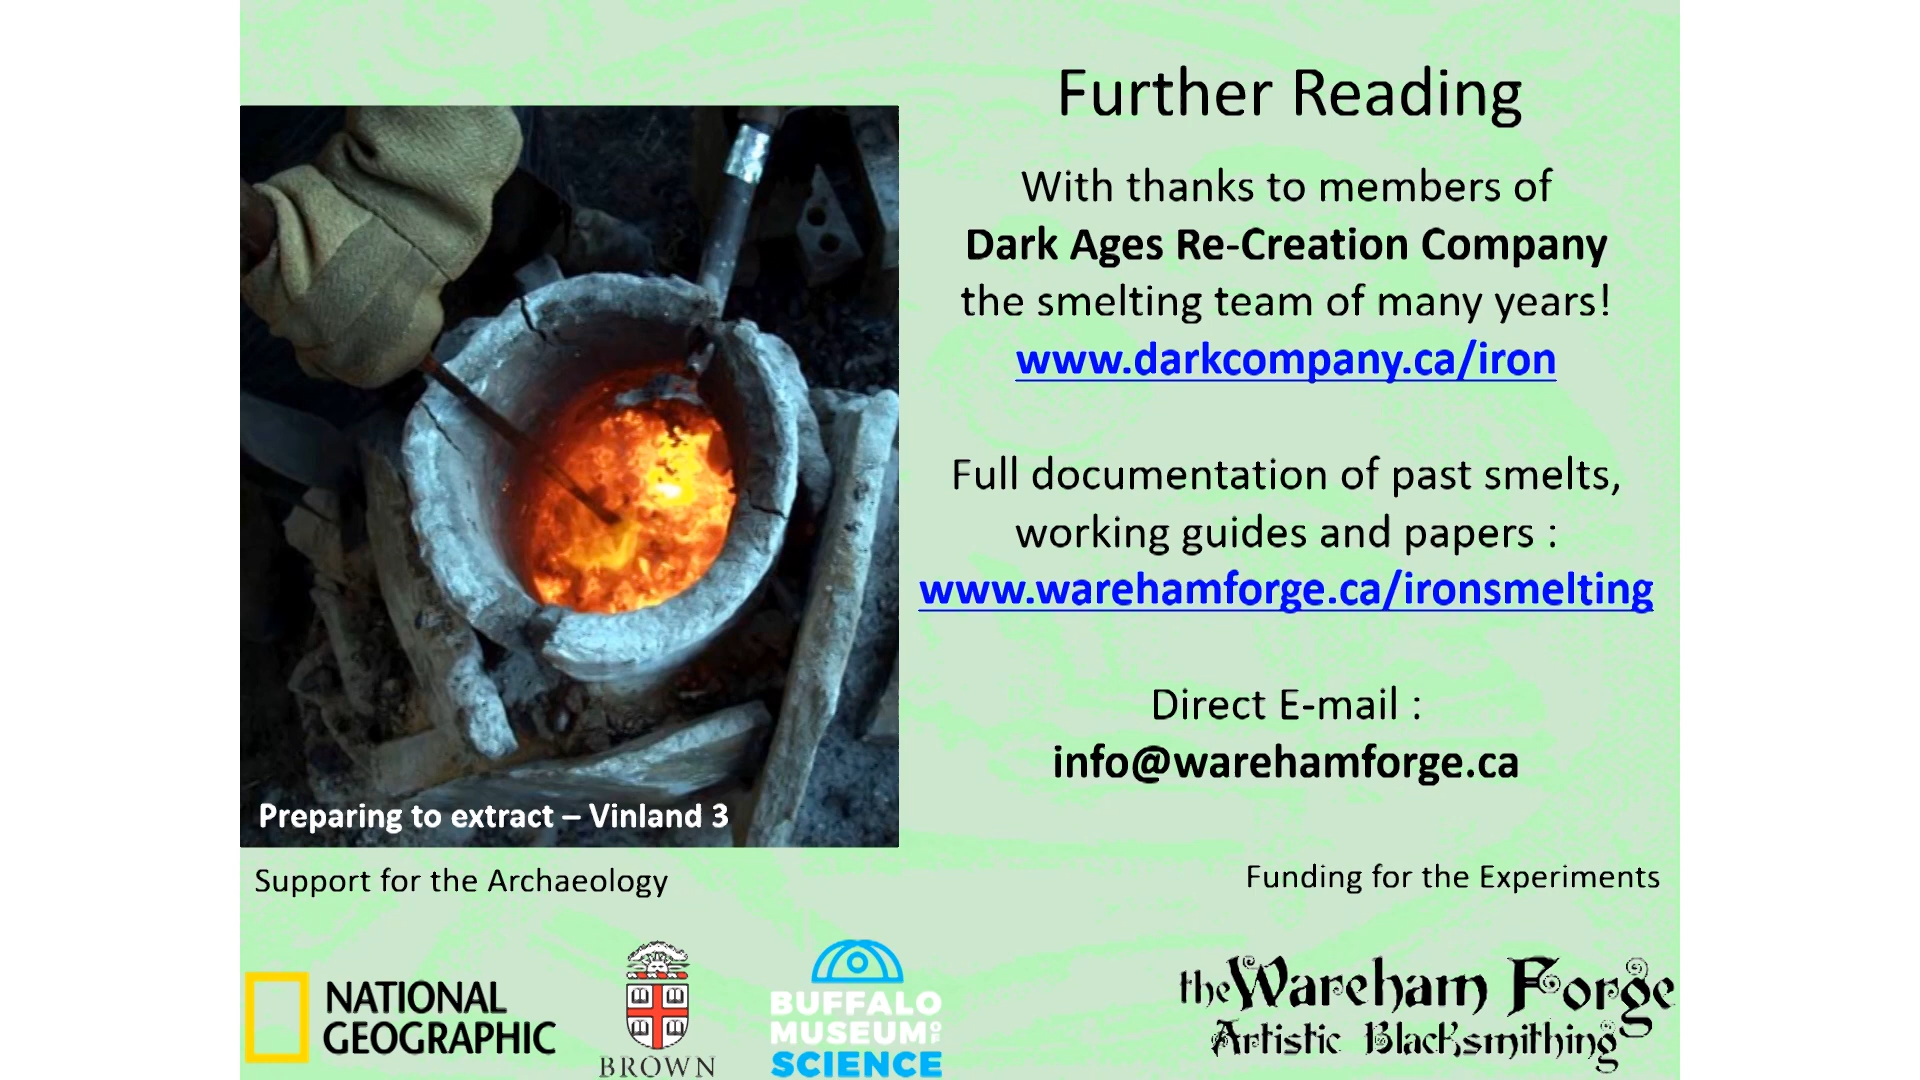 Further Reading
With thanks to members of
Dark Ages Re-Creation Company
the smelting team of many years!
www.darkcompany.ca/iron
Full documentation of past smelts,
working guides and papers :
www.warehamforge.ca/ironsmelting
Direct E-mail :
info@warehamforge.ca
Preparing to extract – Vinland 3
Support for the Archaeology
Funding for the Experiments
NATIONAL
GEOGRAPHIC
BROWN
BUFFALO
MUSEUM OF
SCIENCE
the Wareham Forge
Artistic Blacksmithing